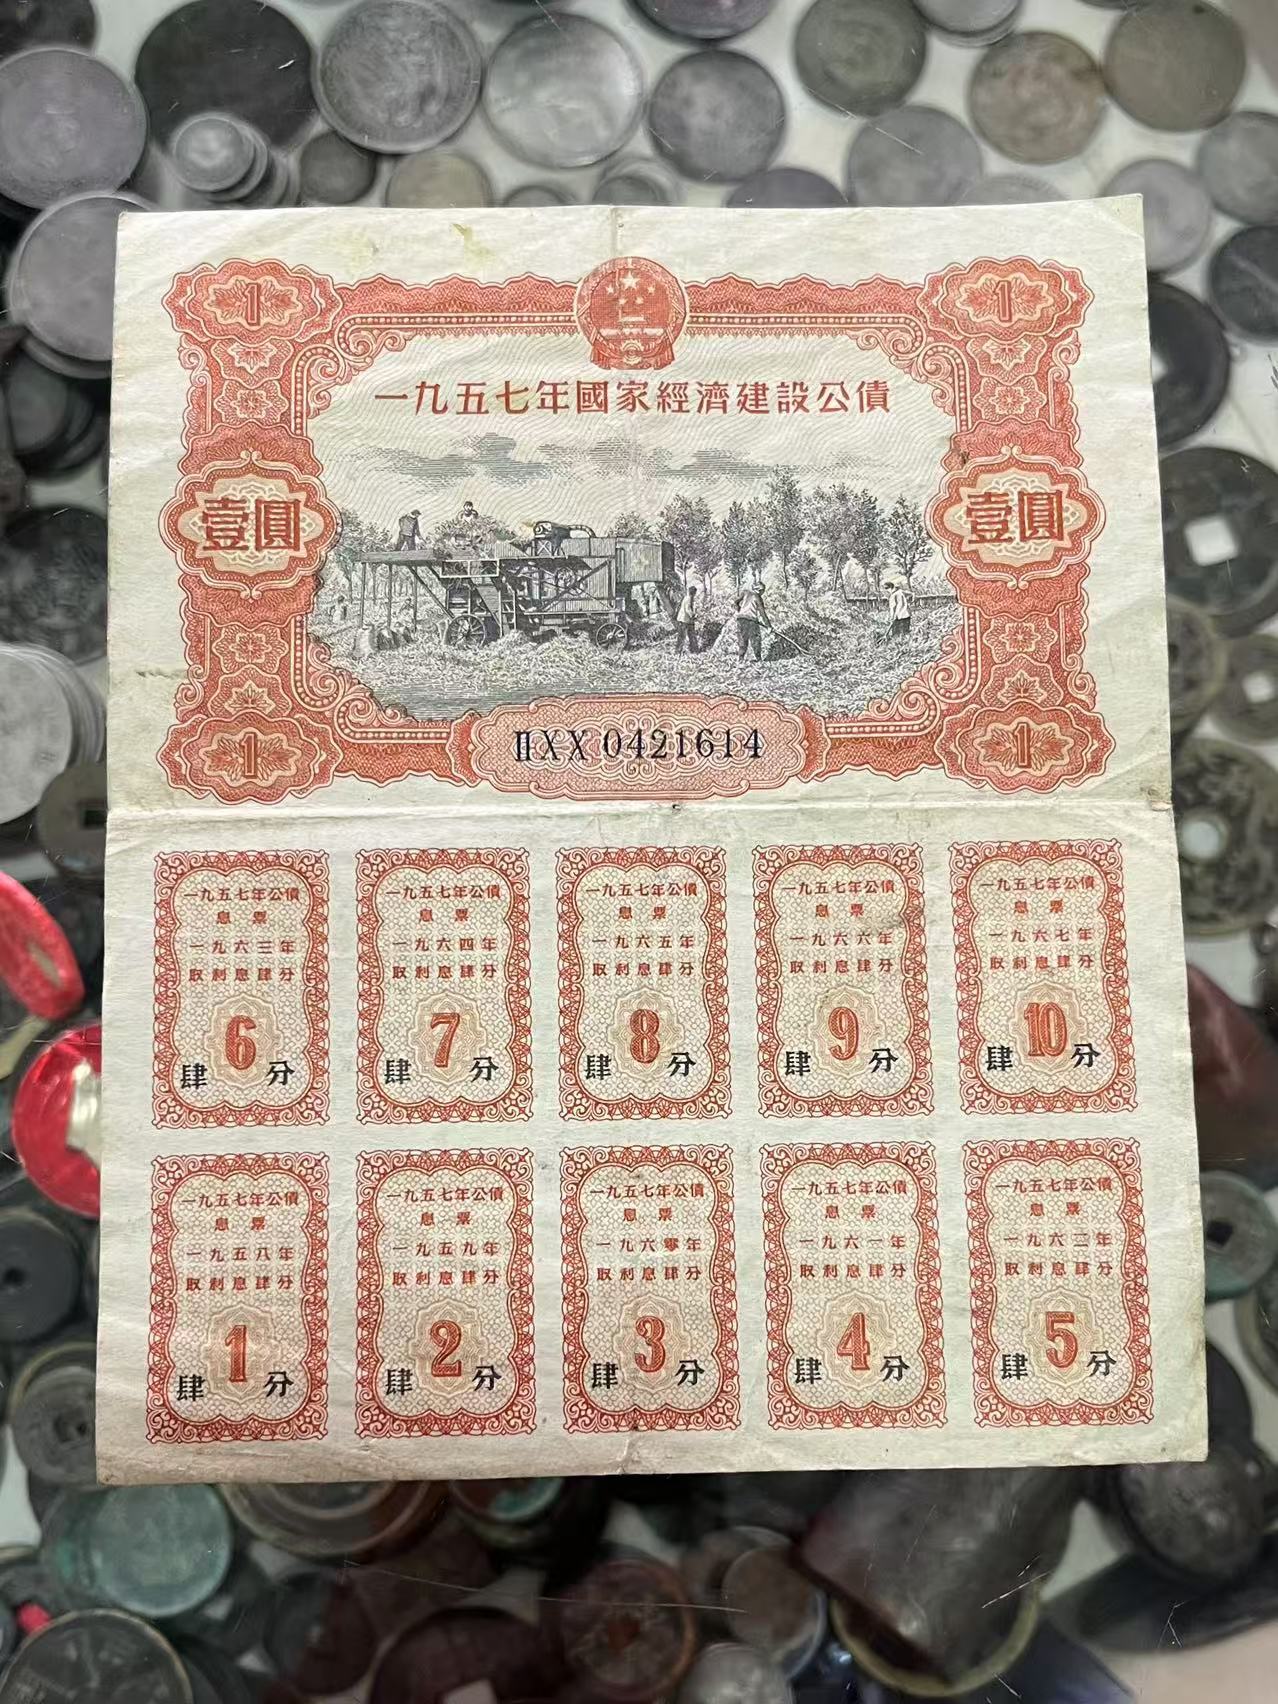 1
1
一九五七年國家經濟建設公債
壹圓
壹圓
1
ⅡXX 0421614
1
一九五七年公債
息票
一九六三年
取利息肆分
6
肆 分
一九五七年公債
息票
一九六四年
取利息肆分
7
肆 分
一九五七年公債
息票
一九六五年
取利息肆分
8
肆 分
一九五七年公債
息票
一九六六年
取利息肆分
9
肆 分
一九五七年公債
息票
一九六七年
取利息肆分
10
肆 分
一九五七年公債
息票
一九五八年
取利息肆分
1
肆 分
一九五七年公債
息票
一九五九年
取利息肆分
2
肆 分
一九五七年公債
息票
一九六零年
取利息肆分
3
肆 分
一九五七年公債
息票
一九六一年
取利息肆分
4
肆 分
一九五七年公債
息票
一九六二年
取利息肆分
5
肆 分